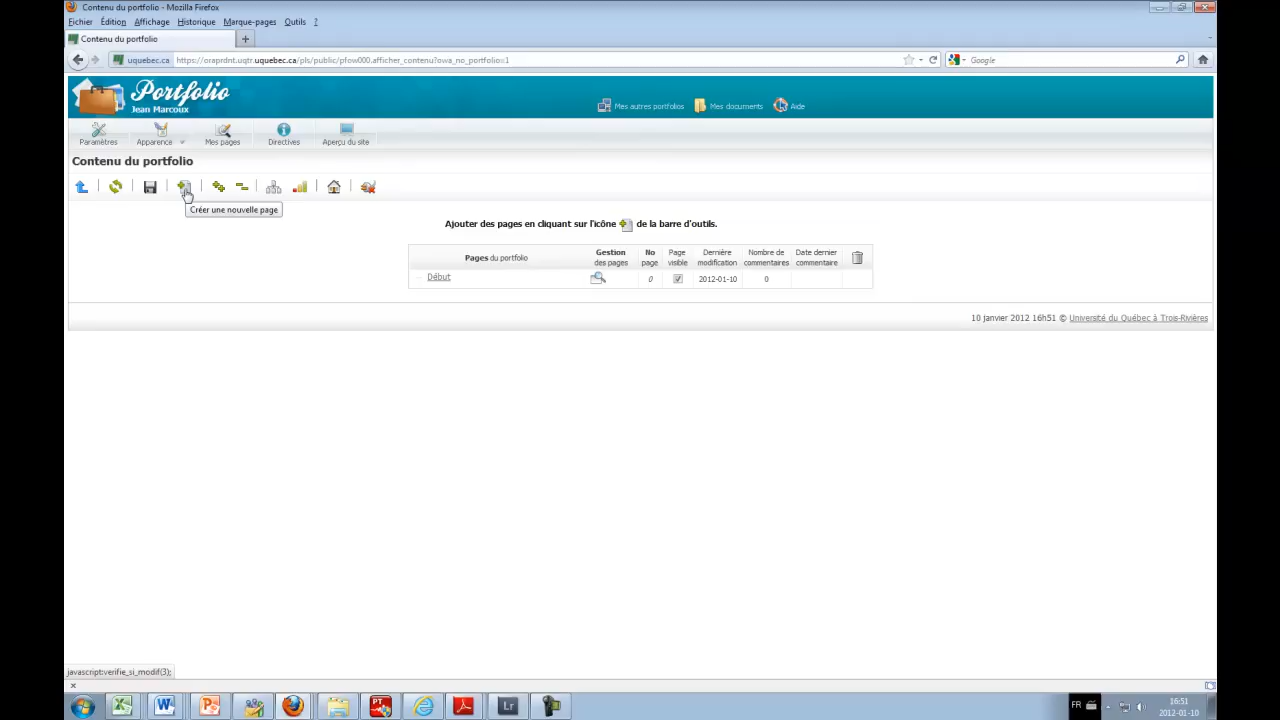 Contenu du portfolio - Mozilla Firefox
Fichier Édition Affichage Historique Marque-pages Outils ?
Contenu du portfolio
uquebec.ca https://oraprdnt.uqtr.uquebec.ca/pls/public/pfow000.afficher_contenu?owa_no_portfolio=1 Google
Portfolio
Jean Marcoux
Mes autres portfolios Mes documents Aide
Paramètres Apparence Mes pages Directives Aperçu du site
Contenu du portfolio
Créer une nouvelle page
Ajouter des pages en cliquant sur l'icône de la barre d'outils.
Pages du portfolio Gestion des pages No page Page visible Dernière modification Nombre de commentaires Date dernier commentaire
Début 0 2012-01-10 0
10 janvier 2012 16h51 © Université du Québec à Trois-Rivières
javascript:verifie_si_modif(3);
FR 16:51
2012-01-10